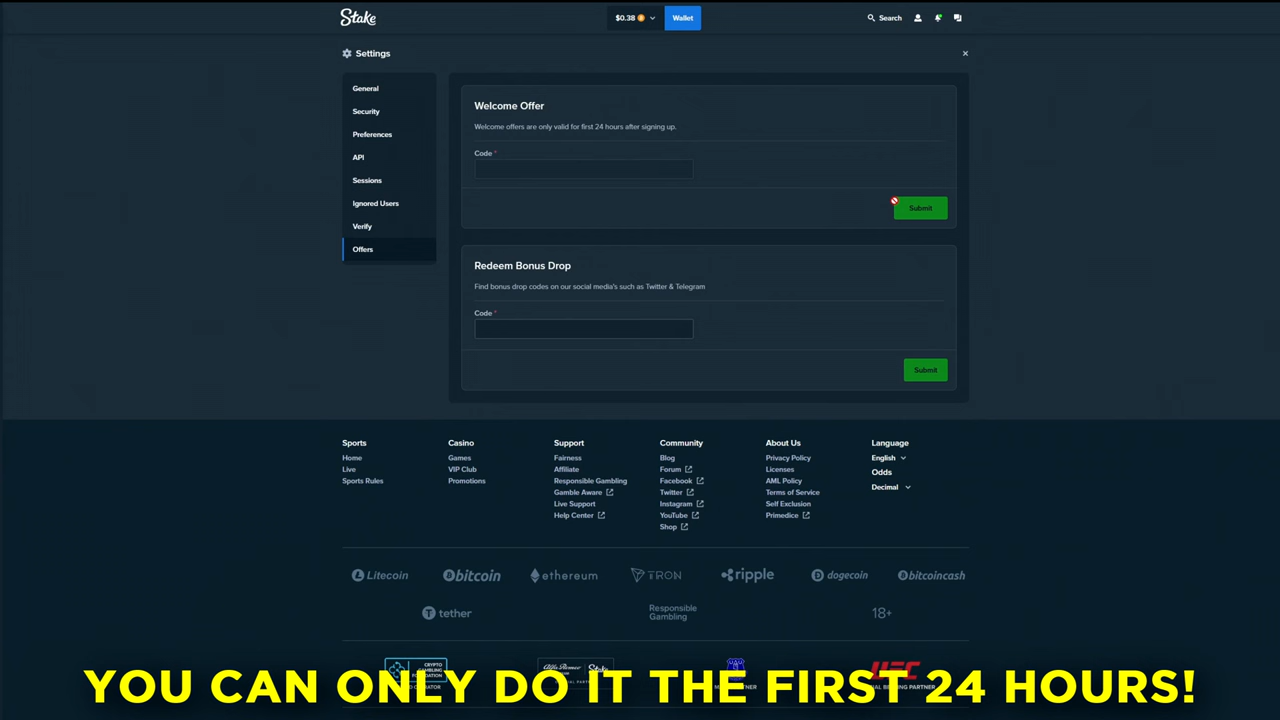 Stake
$0.38
Wallet
Search
Settings
General
Security
Preferences
API
Sessions
Ignored Users
Verify
Offers
Welcome Offer
Welcome offers are only valid for first 24 hours after signing up.
Code *
Submit
Redeem Bonus Drop
Find bonus drop codes on our social media's such as Twitter & Telegram
Code *
Submit
Sports
Home
Live
Sports Rules
Casino
Games
VIP Club
Promotions
Support
Fairness
Affiliate
Responsible Gambling
Gamble Aware
Live Support
Help Center
Community
Blog
Forum
Facebook
Twitter
Instagram
YouTube
Shop
About Us
Privacy Policy
Licenses
AML Policy
Terms of Service
Self Exclusion
Primedice
Language
English
Odds
Decimal
Litecoin
bitcoin
ethereum
TRON
ripple
dogecoin
bitcoincash
tether
Responsible
Gambling
18+
CRYPTO
GAMBLING
FOUNDATION
Stake
UFC
YOU CAN ONLY DO IT THE FIRST 24 HOURS!